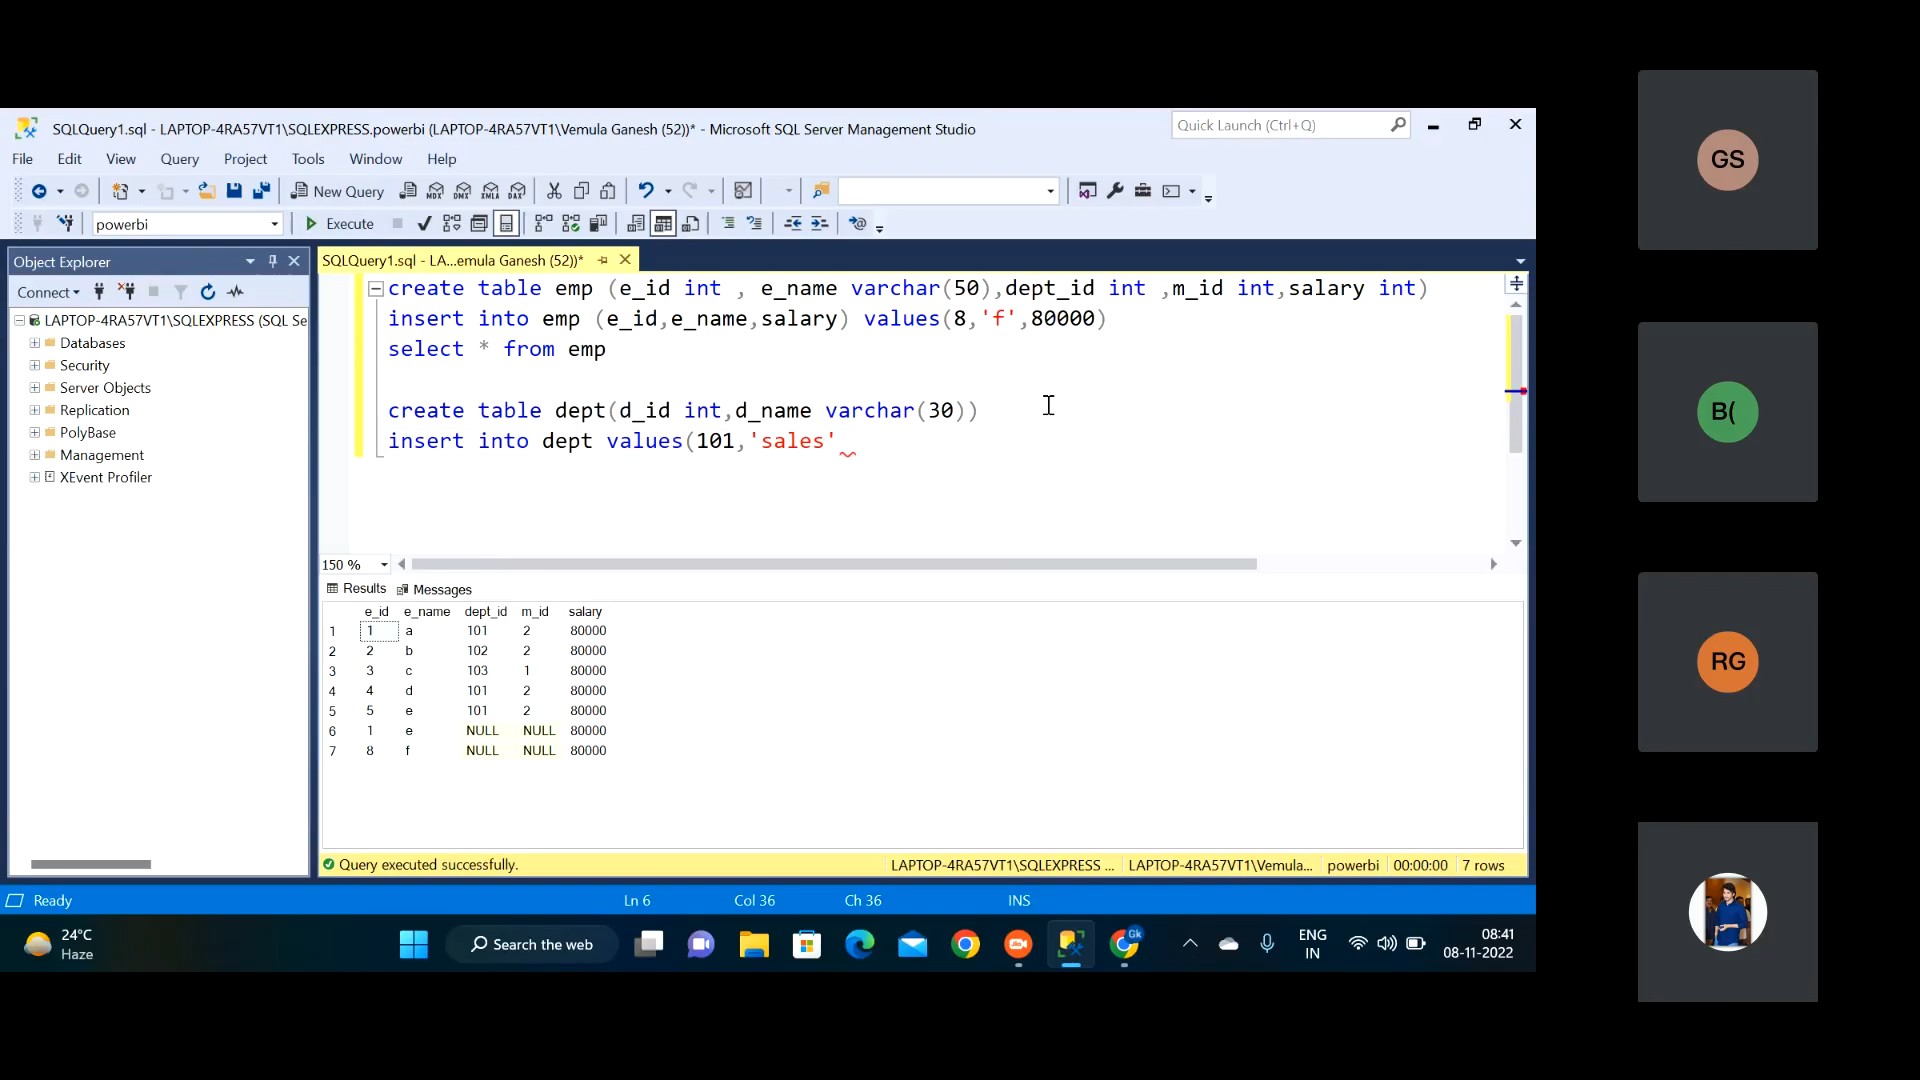 SQLQuery1.sql - LAPTOP-4RA57VT1\SQLEXPRESS.powerbi (LAPTOP-4RA57VT1\Vemula Ganesh (52))* - Microsoft SQL Server Management Studio
Quick Launch (Ctrl+Q)
File Edit View Query Project Tools Window Help
New Query MDX DMX XMLA DAX
powerbi Execute
Object Explorer
SQLQuery1.sql - LA...emula Ganesh (52))*
Connect
LAPTOP-4RA57VT1\SQLEXPRESS (SQL Se
Databases
Security
Server Objects
Replication
PolyBase
Management
XEvent Profiler
create table emp (e_id int , e_name varchar(50),dept_id int ,m_id int,salary int)
insert into emp (e_id,e_name,salary) values(8,'f',80000)
select * from emp
create table dept(d_id int,d_name varchar(30))
insert into dept values(101,'sales'
150 %
Results Messages
e_id e_name dept_id m_id salary
1 1 a 101 2 80000
2 2 b 102 2 80000
3 3 c 103 1 80000
4 4 d 101 2 80000
5 5 e 101 2 80000
6 1 e NULL NULL 80000
7 8 f NULL NULL 80000
Query executed successfully. LAPTOP-4RA57VT1\SQLEXPRESS ... LAPTOP-4RA57VT1\Vemula... powerbi 00:00:00 7 rows
Ready Ln 6 Col 36 Ch 36 INS
24°C
Haze
Search the web
Jio
Gk
ENG
IN
08:41
08-11-2022
GS
B(
RG